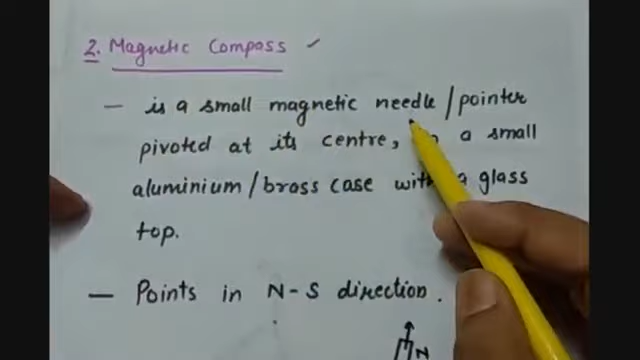 2. Magnetic Compass ✓
— is a small magnetic needle/pointer
pivoted at its centre, a small
aluminium/brass case with a glass
top.
— Points in N-S direction.
N